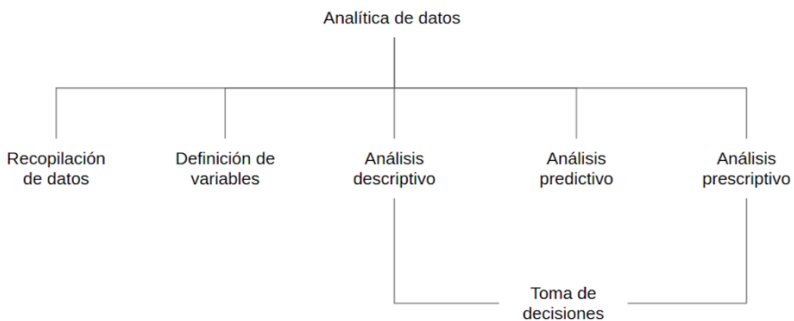 Analítica de datos
Recopilación
de datos
Definición de
variables
Análisis
descriptivo
Análisis
predictivo
Análisis
prescriptivo
Toma de
decisiones